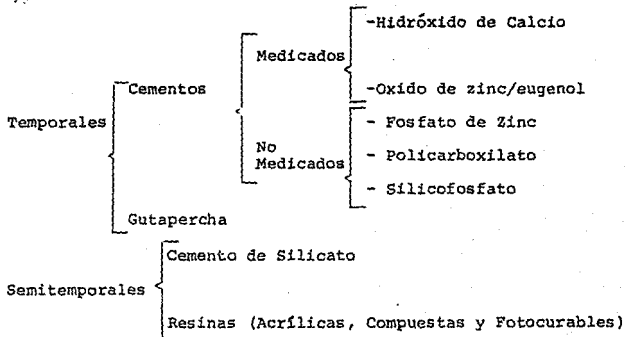 -Hidróxido de Calcio
Medicados
Cementos
-Oxido de zinc/eugenol
Temporales
- Fosfato de Zinc
No
Medicados
- Policarboxilato
- Silicofosfato
Gutapercha
Cemento de Silicato
Semitemporales
Resinas (Acrílicas, Compuestas y Fotocurables)